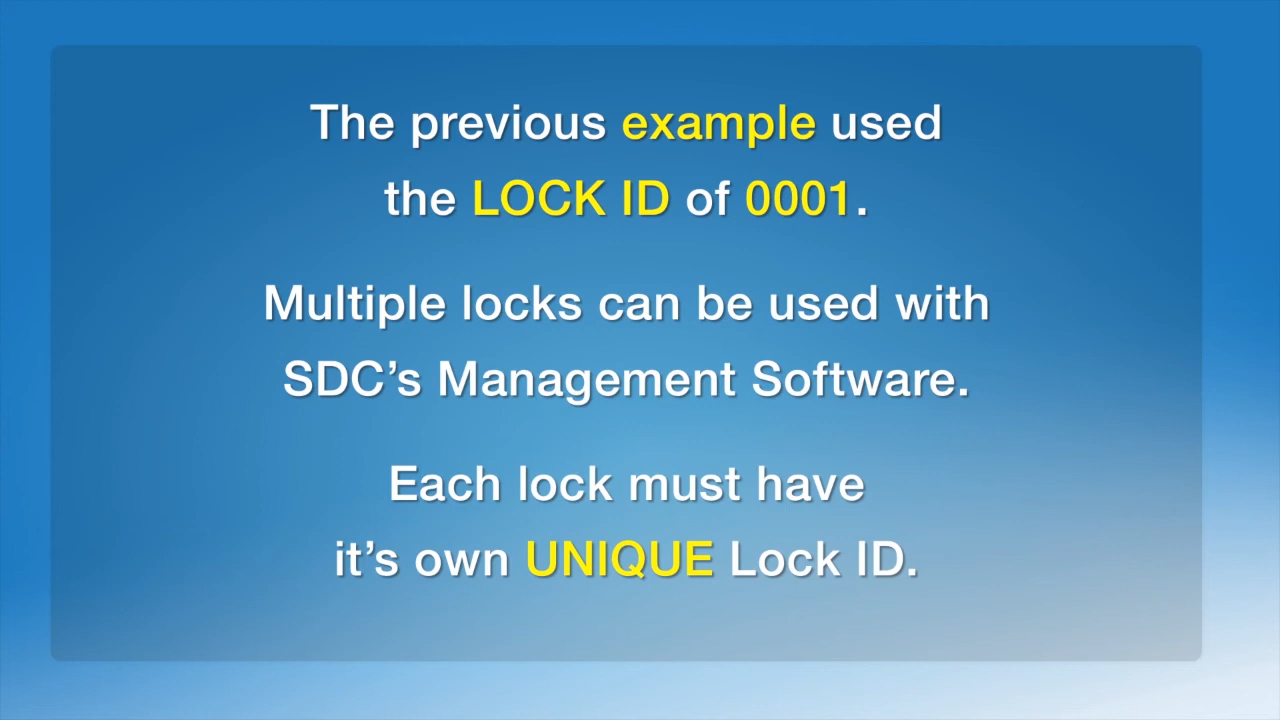 The previous example used
the LOCK ID of 0001.
Multiple locks can be used with
SDC’s Management Software.
Each lock must have
it’s own UNIQUE Lock ID.